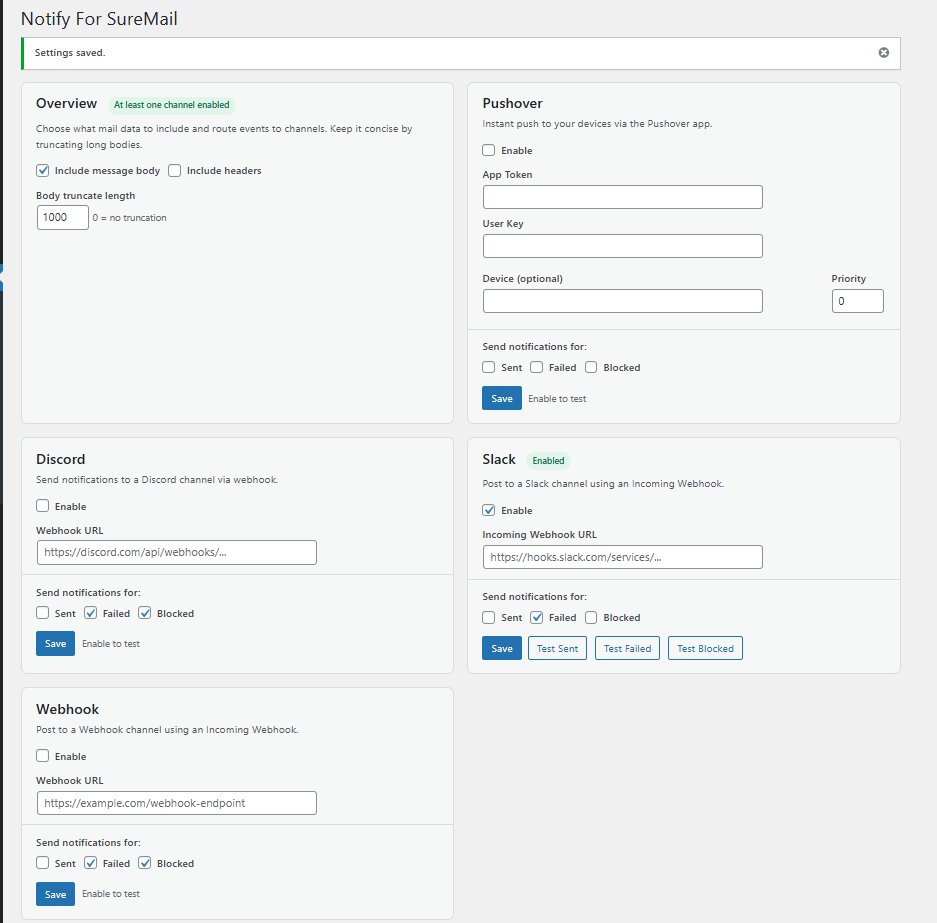 Notify For SureMail
Settings saved.
Overview At least one channel enabled
Choose what mail data to include and route events to channels. Keep it concise by
truncating long bodies.
Include message body Include headers
Body truncate length
1000 0 = no truncation
Pushover
Instant push to your devices via the Pushover app.
Enable
App Token
User Key
Device (optional) Priority
0
Send notifications for:
Sent Failed Blocked
Save Enable to test
Discord
Send notifications to a Discord channel via webhook.
Enable
Webhook URL
https://discord.com/api/webhooks/...
Send notifications for:
Sent Failed Blocked
Save Enable to test
Slack Enabled
Post to a Slack channel using an Incoming Webhook.
Enable
Incoming Webhook URL
https://hooks.slack.com/services/...
Send notifications for:
Sent Failed Blocked
Save Test Sent Test Failed Test Blocked
Webhook
Post to a Webhook channel using an Incoming Webhook.
Enable
Webhook URL
https://example.com/webhook-endpoint
Send notifications for:
Sent Failed Blocked
Save Enable to test